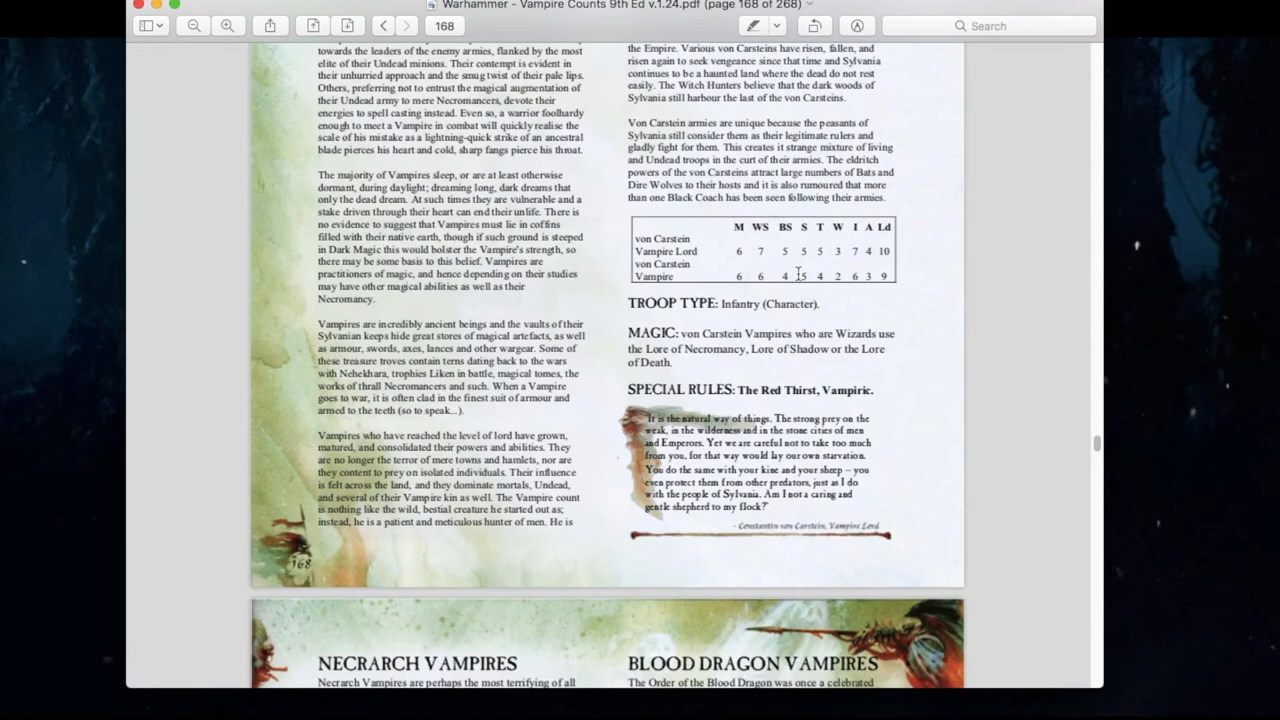 Warhammer - Vampire Counts 9th Ed v.1.24.pdf (page 168 of 268)
168
Search
towards the leaders of the enemy armies, flanked by the most
elite of their Undead minions. Their contempt is evident in
their unhurried approach and the smug twist of their pale lips.
Others, preferring not to entrust the magical augmentation of
their Undead army to mere Necromancers, devote their
energies to spell casting instead. Even so, a warrior foolhardy
enough to meet a Vampire in combat will quickly realise the
scale of his mistake as a lightning-quick strike of an ancestral
blade pierces his heart and cold, sharp fangs pierce his throat.
The majority of Vampires sleep, or are at least otherwise
dormant, during daylight; dreaming long, dark dreams that
only the dead dream. At such times they are vulnerable and a
stake driven through their heart can end their unlife. There is
no evidence to suggest that Vampires must lie in coffins
filled with their native earth, though if such ground is steeped
in Dark Magic this would bolster the Vampire's strength, so
there may be some basis to this belief. Vampires are
practitioners of magic, and hence depending on their studies
may have other magical abilities as well as their
Necromancy.
Vampires are incredibly ancient beings and the vaults of their
Sylvanian keeps hide great stores of magical artefacts, as well
as armour, swords, axes, lances and other wargear. Some of
these treasure troves contain terns dating back to the wars
with Nehekhara, trophies Liken in battle, magical tomes, the
works of thrall Necromancers and such. When a Vampire
goes to war, it is often clad in the finest suit of armour and
armed to the teeth (so to speak...).
Vampires who have reached the level of lord have grown,
matured, and consolidated their powers and abilities. They
are no longer the terror of mere towns and hamlets, nor are
they content to prey on isolated individuals. Their influence
is felt across the land, and they dominate mortals, Undead,
and several of their Vampire kin as well. The Vampire count
is nothing like the wild, bestial creature he started out as;
instead, he is a patient and meticulous hunter of men. He is
168
the Empire. Various von Carsteins have risen, fallen, and
risen again to seek vengeance since that time and Sylvania
continues to be a haunted land where the dead do not rest
easily. The Witch Hunters believe that the dark woods of
Sylvania still harbour the last of the von Carsteins.
Von Carstein armies are unique because the peasants of
Sylvania still consider them as their legitimate rulers and
gladly fight for them. This creates it strange mixture of living
and Undead troops in the curt of their armies. The eldritch
powers of the von Carsteins attract large numbers of Bats and
Dire Wolves to their hosts and it is also rumoured that more
than one Black Coach has been seen following their armies.
M WS BS S T W I A Ld
von Carstein
Vampire Lord 6 7 5 5 5 3 7 4 10
von Carstein
Vampire 6 6 4 5 4 2 6 3 9
TROOP TYPE: Infantry (Character).
MAGIC: von Carstein Vampires who are Wizards use
the Lore of Necromancy, Lore of Shadow or the Lore
of Death.
SPECIAL RULES: The Red Thirst, Vampiric.
'It is the natural way of things. The strong prey on the
weak, in the wilderness and in the stone cities of men
and Emperors. Yet we are careful not to take too much
from you, for that way would lay our own starvation.
You do the same with your kine and your sheep – you
even protect them from other predators, just as I do
with the people of Sylvania. Am I not a caring and
gentle shepherd to my flock?'
- Constantin von Carstein, Vampire Lord
NECRARCH VAMPIRES
Necrarch Vampires are perhaps the most terrifying of all
BLOOD DRAGON VAMPIRES
The Order of the Blood Dragon was once a celebrated